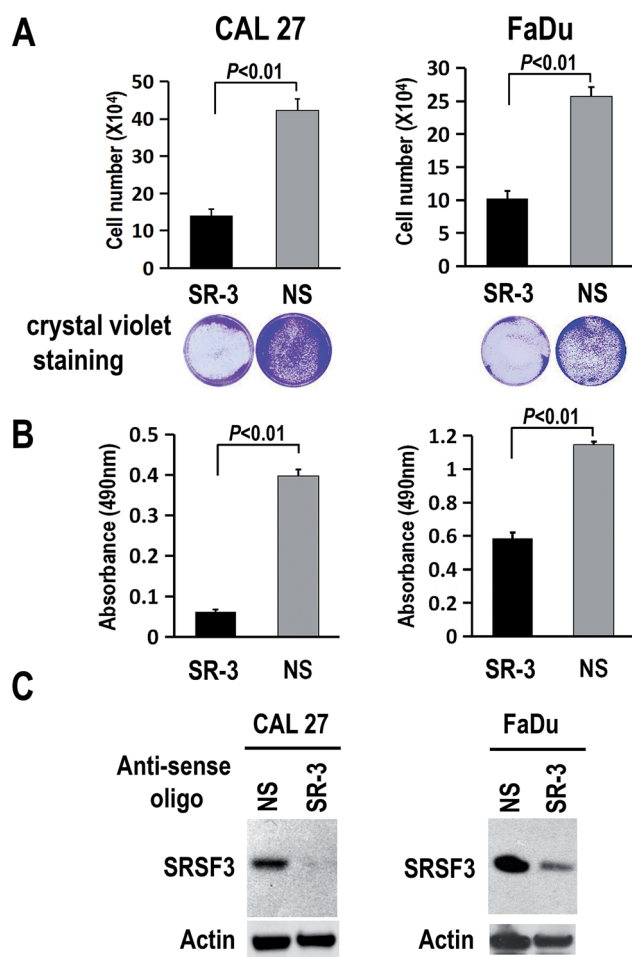 A
CAL 27
FaDu
Cell number (X10⁴)
50
40
30
20
10
0
P<0.01
SR-3
NS
Cell number (X10⁴)
30
25
20
15
10
5
0
P<0.01
SR-3
NS
crystal violet
staining
B
Absorbance (490nm)
0.5
0.4
0.3
0.2
0.1
0
P<0.01
SR-3
NS
Absorbance (490nm)
1.2
1
0.8
0.6
0.4
0.2
0
P<0.01
SR-3
NS
C
CAL 27
FaDu
Anti-sense
oligo
NS
SR-3
NS
SR-3
SRSF3
SRSF3
Actin
Actin